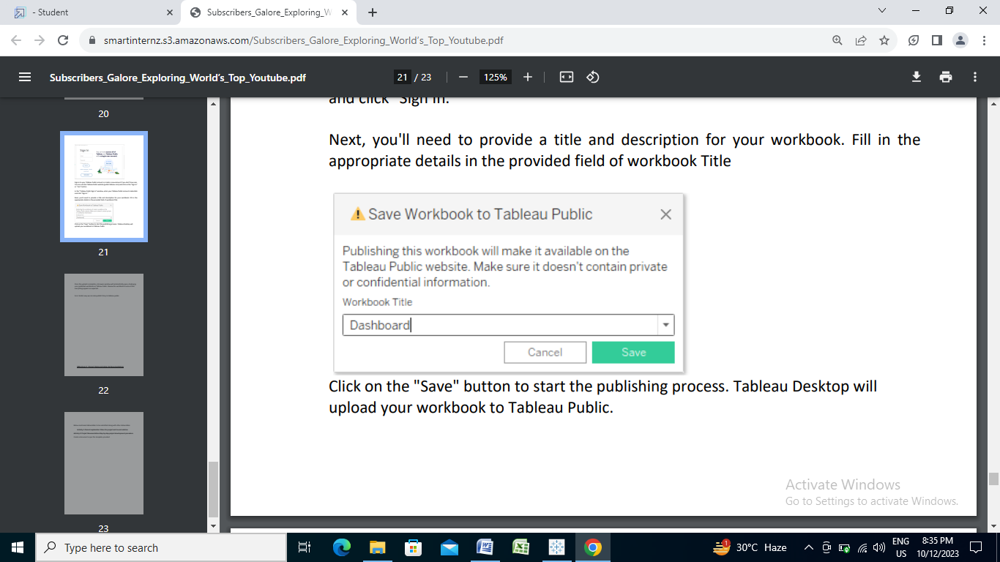 - Student
Subscribers_Galore_Exploring_W
smartinternz.s3.amazonaws.com/Subscribers_Galore_Exploring_World's_Top_Youtube.pdf
Subscribers_Galore_Exploring_World's_Top_Youtube.pdf
21 / 23
125%
20
21
22
23
and click "Sign In."
Next, you'll need to provide a title and description for your workbook. Fill in the
appropriate details in the provided field of workbook Title
Save Workbook to Tableau Public
Publishing this workbook will make it available on the
Tableau Public website. Make sure it doesn't contain private
or confidential information.
Workbook Title
Dashboard
Cancel
Save
Click on the "Save" button to start the publishing process. Tableau Desktop will
upload your workbook to Tableau Public.
Activate Windows
Go to Settings to activate Windows.
Type here to search
1
30°C Haze
ENG
US
8:35 PM
10/12/2023